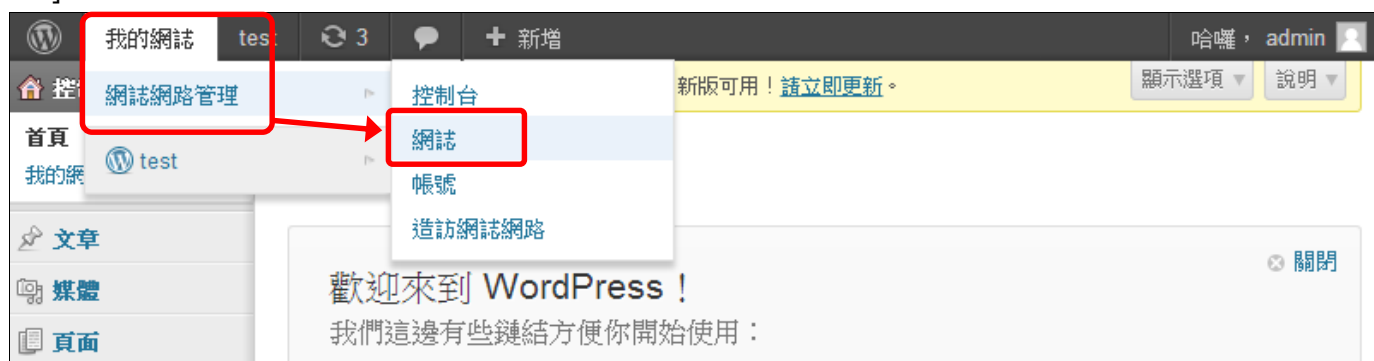 我的網誌 test 3 新增 哈囉, admin
網誌網路管理 控制台 新版可用！請立即更新。 顯示選項 說明
首頁 網誌
test
帳號
造訪網誌網路
文章
關閉
媒體
歡迎來到 WordPress！
我們這邊有些鏈結方便你開始使用：
頁面